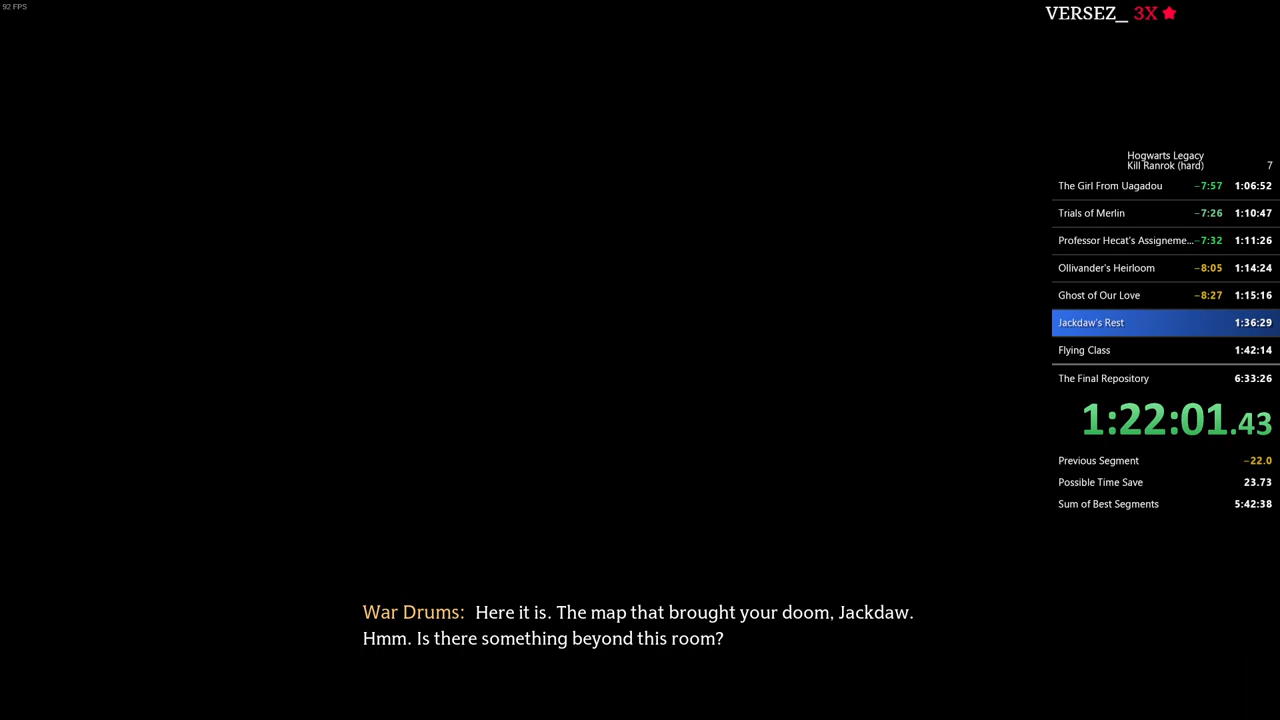 92 FPS
VERSEZ_ 3X
Hogwarts Legacy
Kill Ranrok (hard) 7
The Girl From Uagadou −7:57 1:06:52
Trials of Merlin −7:26 1:10:47
Professor Hecat's Assigneme... −7:32 1:11:26
Ollivander's Heirloom −8:05 1:14:24
Ghost of Our Love −8:27 1:15:16
Jackdaw's Rest 1:36:29
Flying Class 1:42:14
The Final Repository 6:33:26
1:22:01.43
Previous Segment −22.0
Possible Time Save 23.73
Sum of Best Segments 5:42:38
War Drums: Here it is. The map that brought your doom, Jackdaw.
Hmm. Is there something beyond this room?